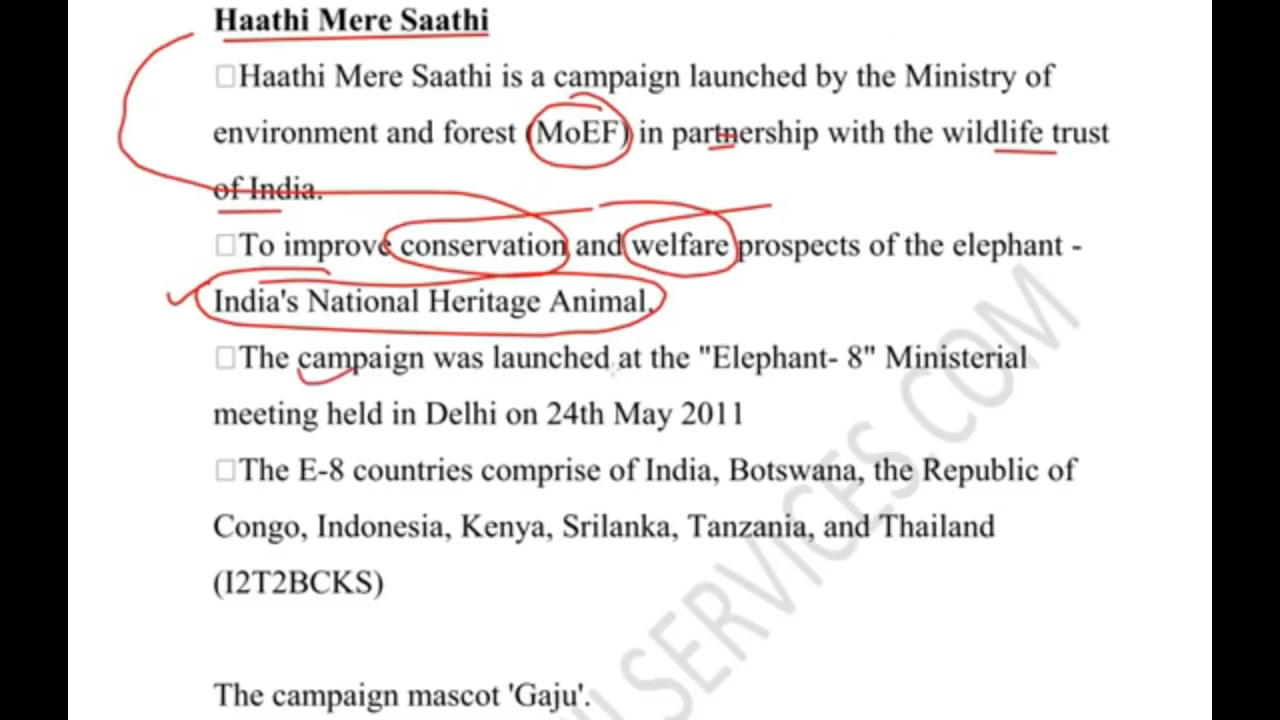 Haathi Mere Saathi
□Haathi Mere Saathi is a campaign launched by the Ministry of
environment and forest (MoEF) in partnership with the wildlife trust
of India.
□To improve conservation and welfare prospects of the elephant -
India's National Heritage Animal,
□The campaign was launched at the "Elephant- 8" Ministerial
meeting held in Delhi on 24th May 2011
□The E-8 countries comprise of India, Botswana, the Republic of
Congo, Indonesia, Kenya, Srilanka, Tanzania, and Thailand
(I2T2BCKS)
The campaign mascot 'Gaju'.